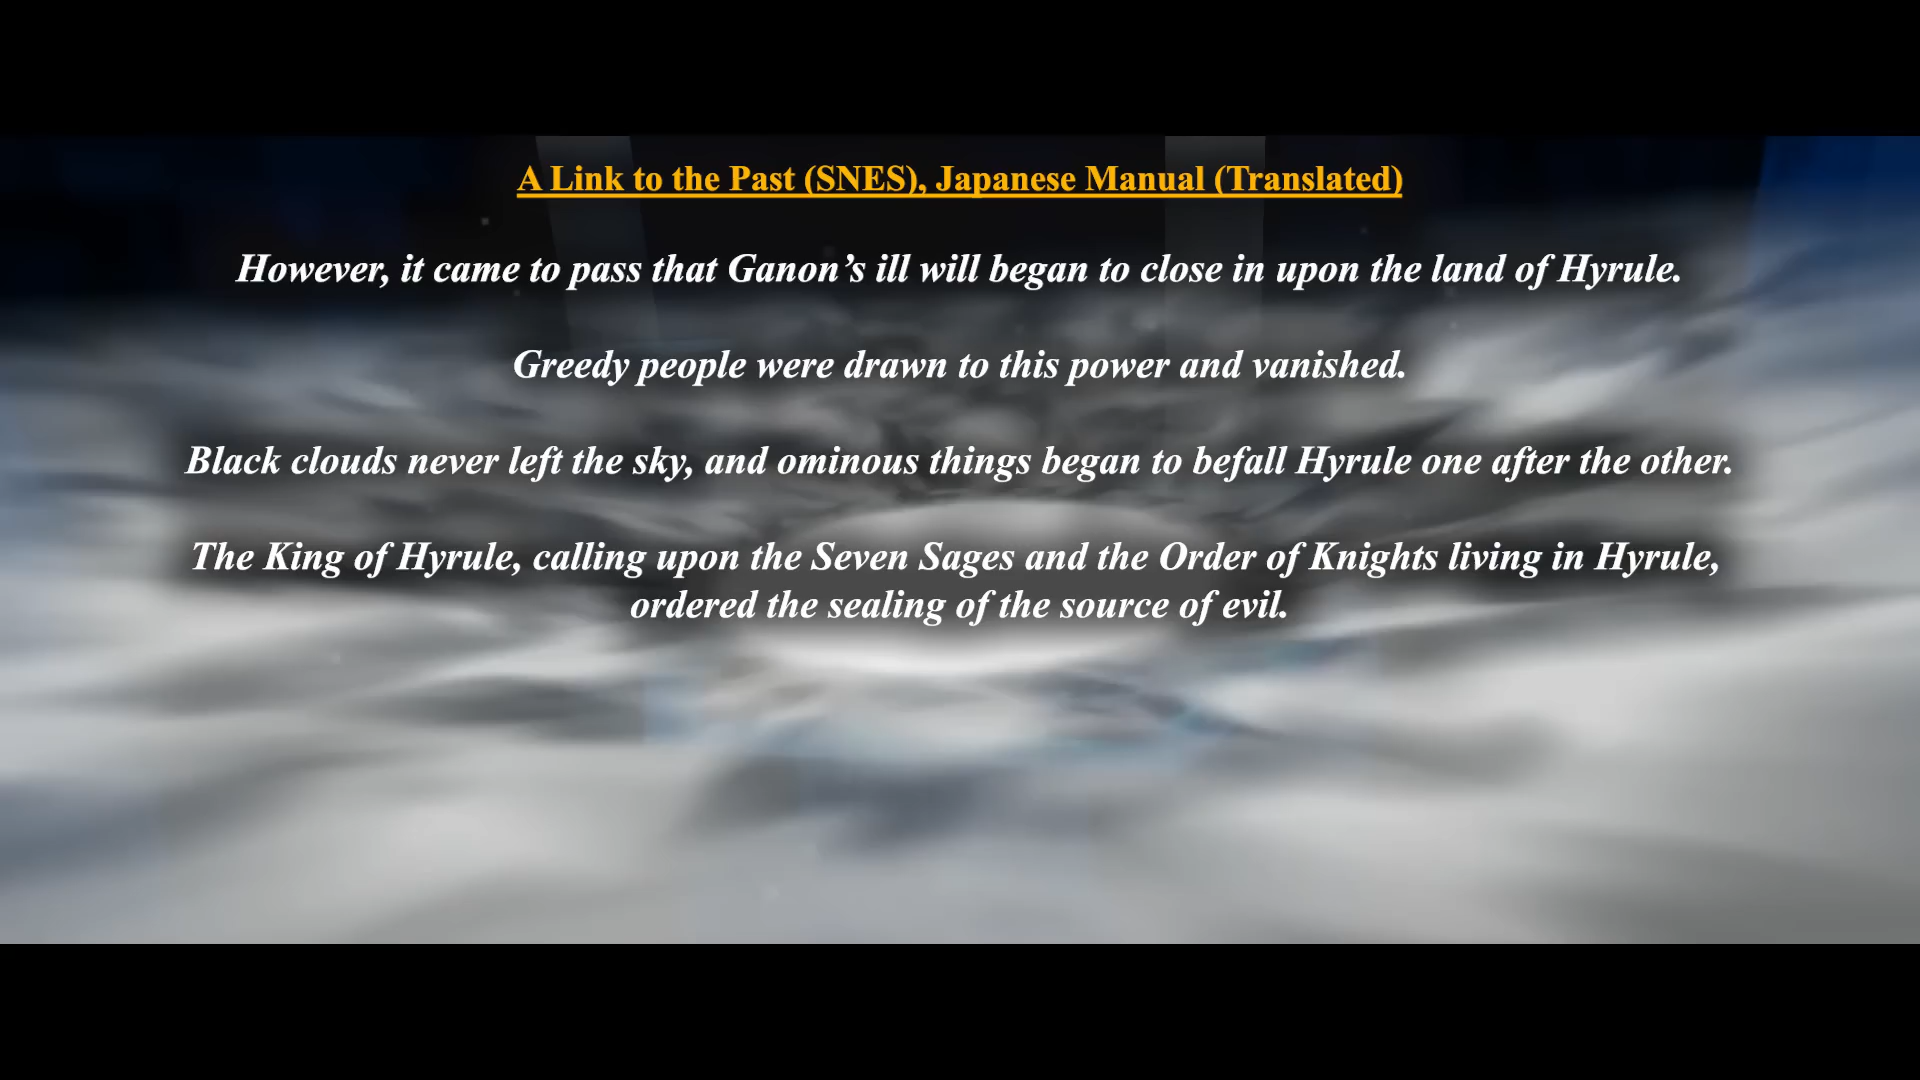 A Link to the Past (SNES), Japanese Manual (Translated)
However, it came to pass that Ganon’s ill will began to close in upon the land of Hyrule.
Greedy people were drawn to this power and vanished.
Black clouds never left the sky, and ominous things began to befall Hyrule one after the other.
The King of Hyrule, calling upon the Seven Sages and the Order of Knights living in Hyrule,
ordered the sealing of the source of evil.